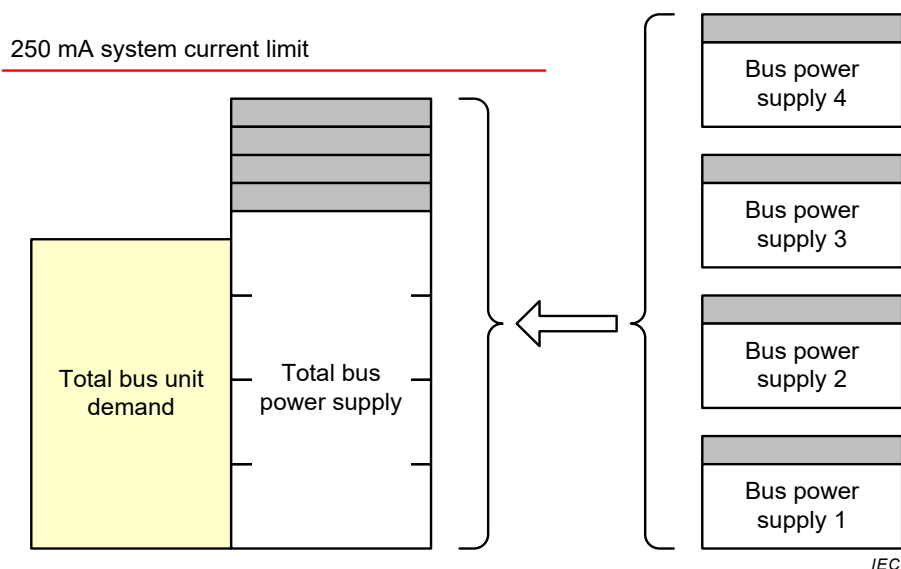 250 mA system current limit
Total bus unit
demand
Total bus
power supply
Bus power
supply 4
Bus power
supply 3
Bus power
supply 2
Bus power
supply 1
IEC